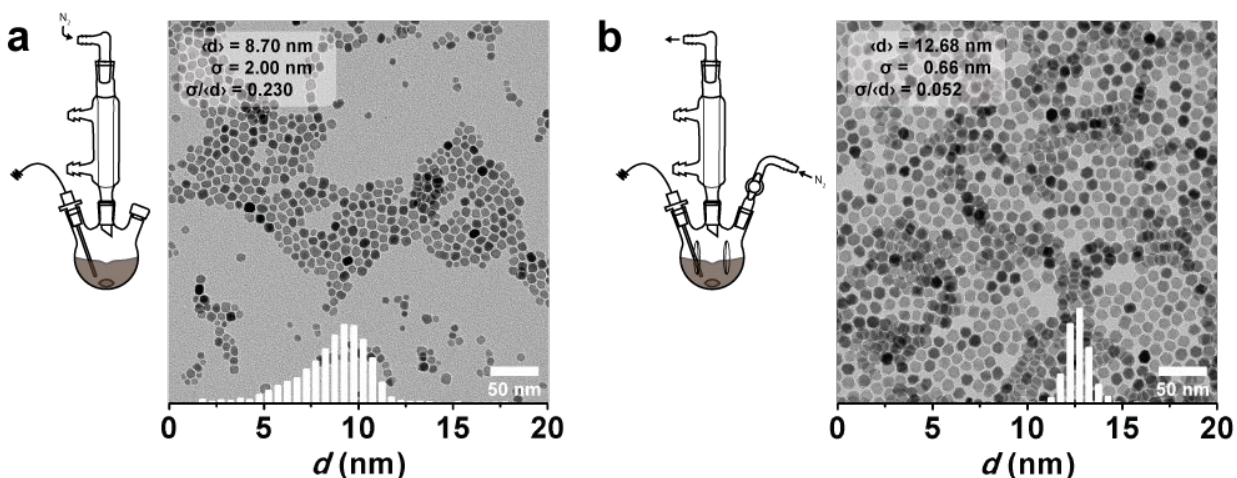 a
N₂
‹d› = 8.70 nm
σ = 2.00 nm
σ/‹d› = 0.230
50 nm
0 5 10 15 20
d (nm)
b
N₂
‹d› = 12.68 nm
σ = 0.66 nm
σ/‹d› = 0.052
50 nm
0 5 10 15 20
d (nm)